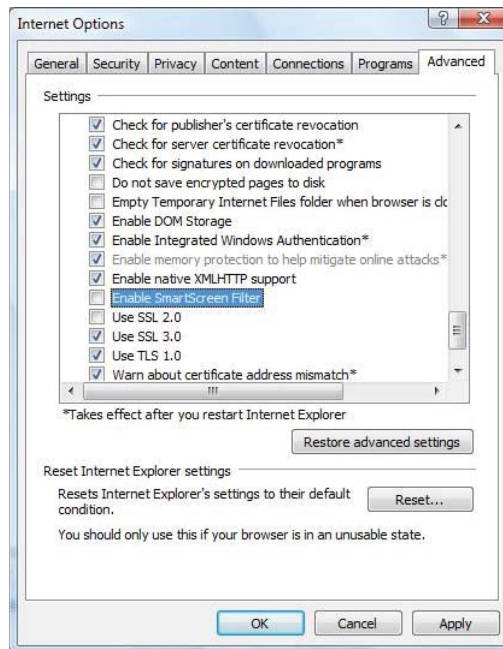 Internet Options
General Security Privacy Content Connections Programs Advanced
Settings
Check for publisher's certificate revocation
Check for server certificate revocation*
Check for signatures on downloaded programs
Do not save encrypted pages to disk
Empty Temporary Internet Files folder when browser is clo
Enable DOM Storage
Enable Integrated Windows Authentication*
Enable memory protection to help mitigate online attacks*
Enable native XMLHTTP support
Enable SmartScreen Filter
Use SSL 2.0
Use SSL 3.0
Use TLS 1.0
Warn about certificate address mismatch*
*Takes effect after you restart Internet Explorer
Restore advanced settings
Reset Internet Explorer settings
Resets Internet Explorer's settings to their default
condition.
Reset...
You should only use this if your browser is in an unusable state.
OK Cancel Apply